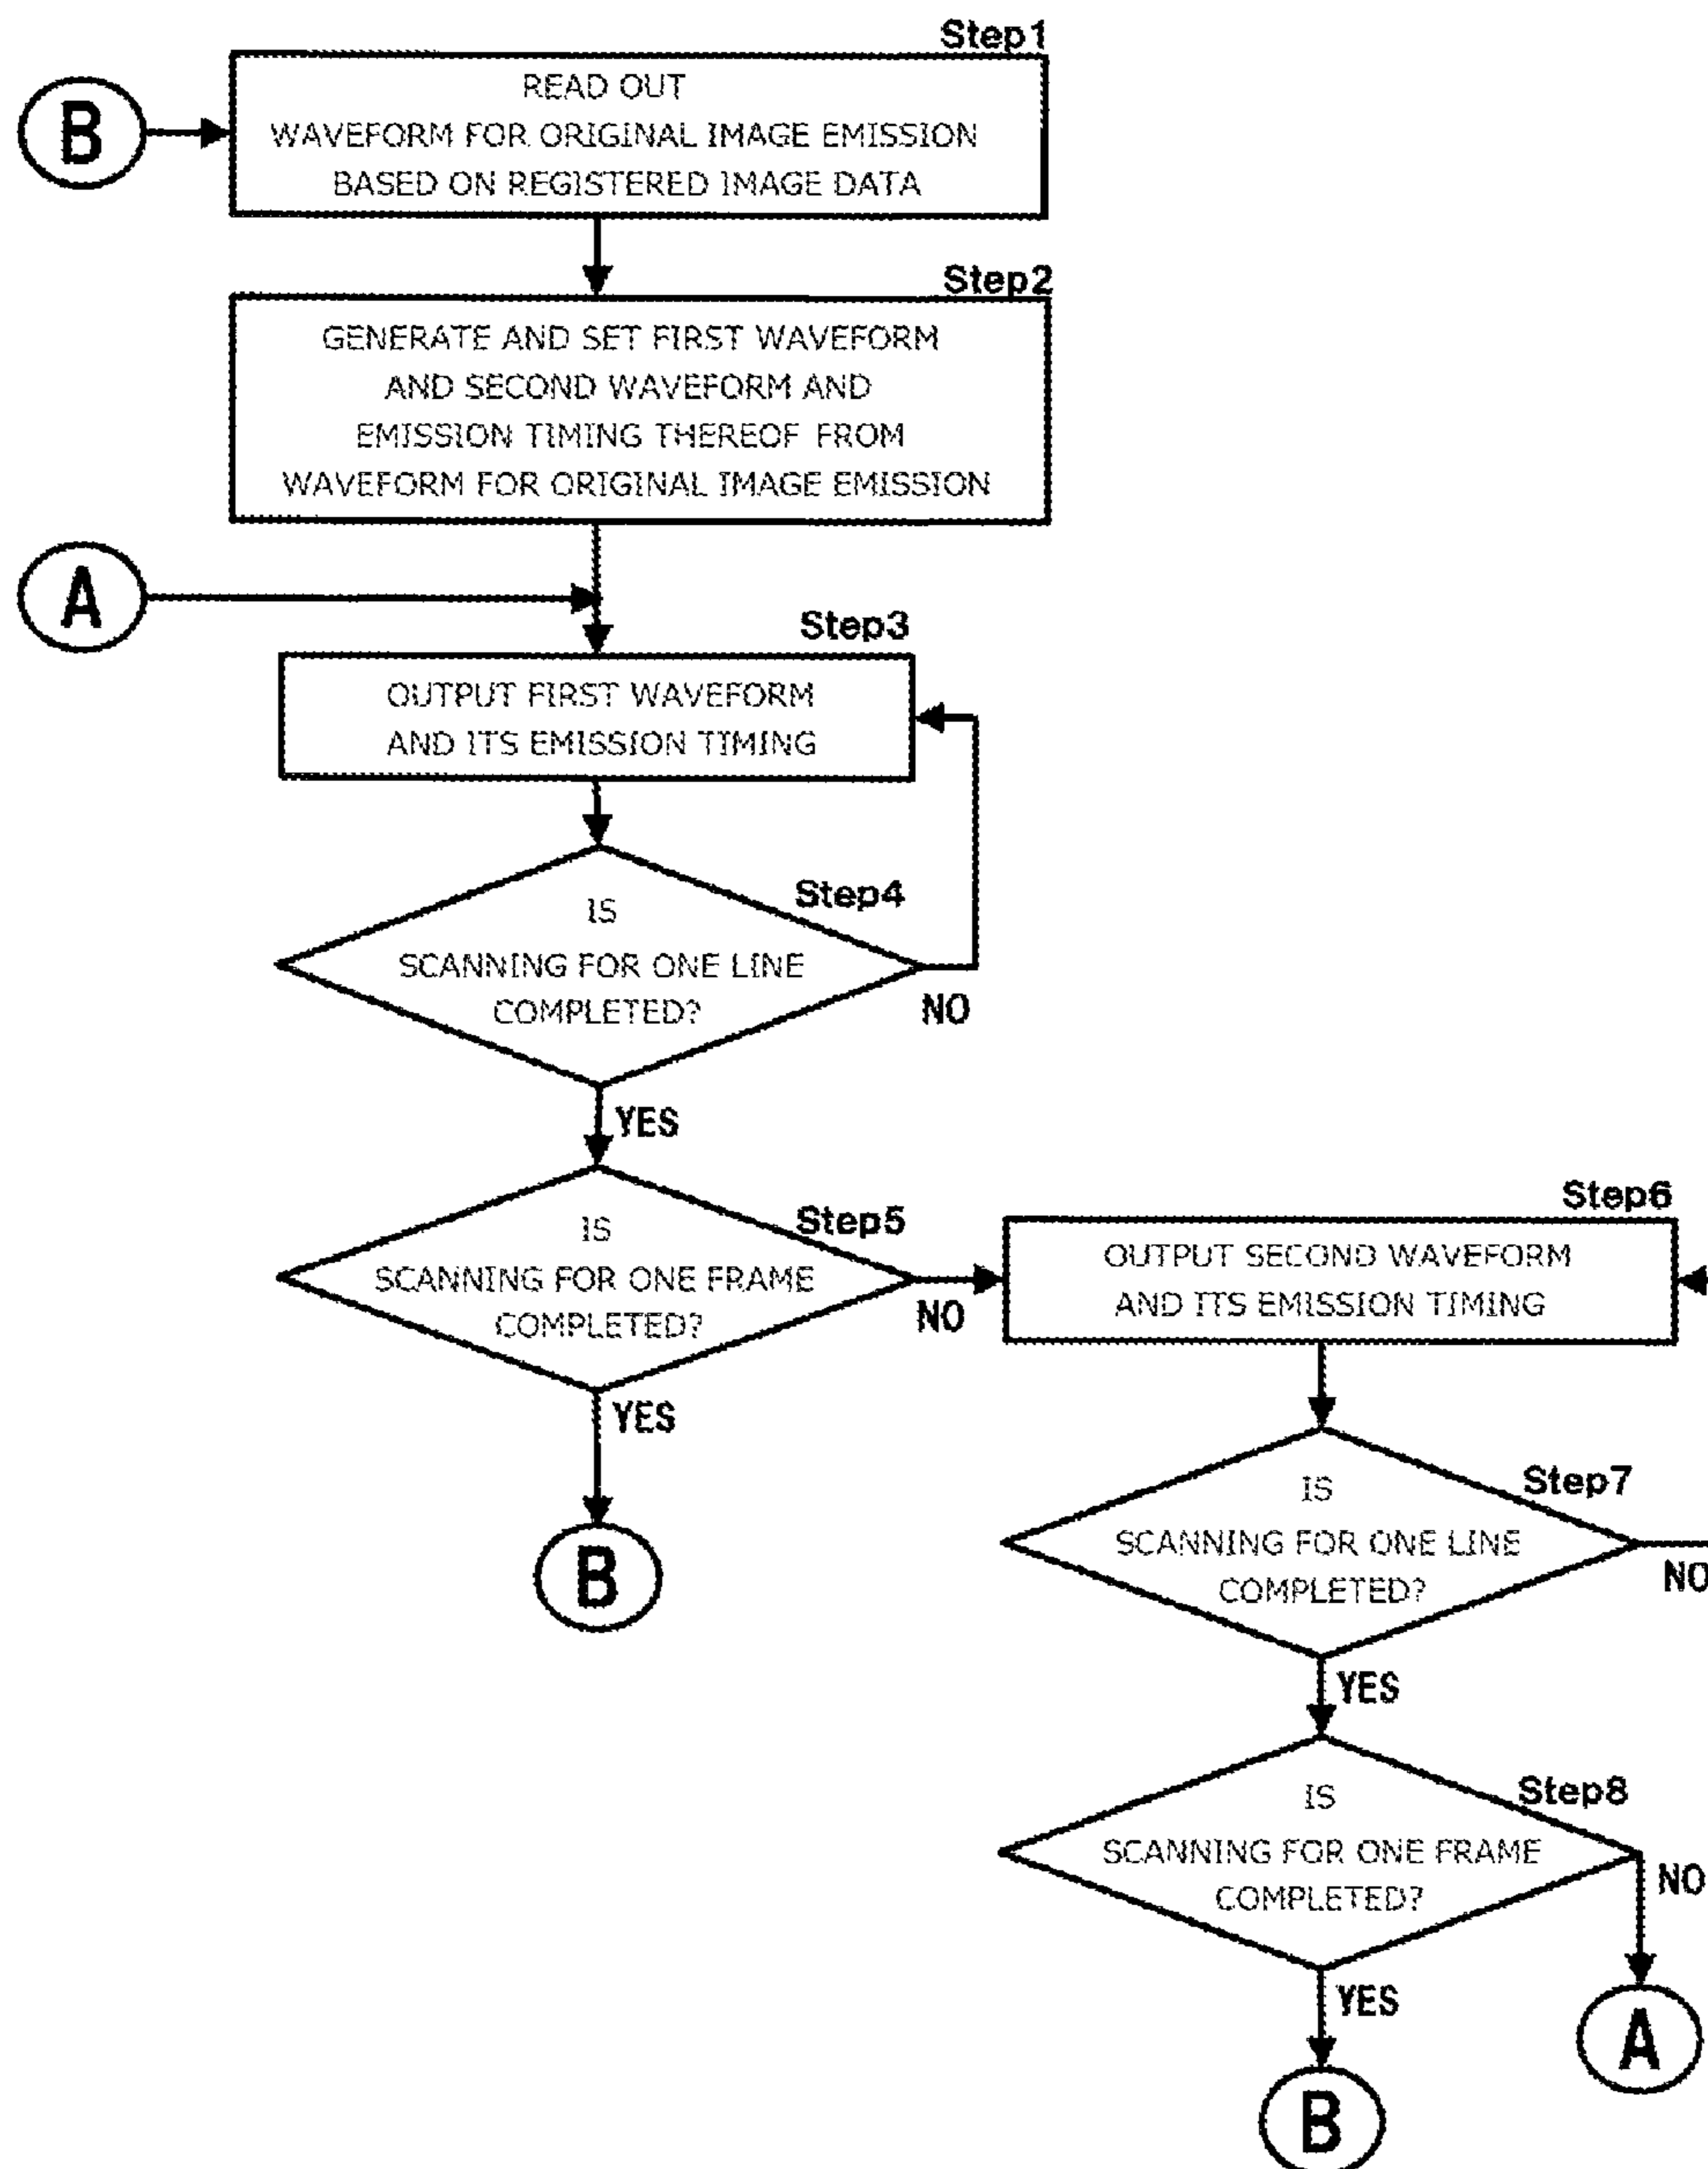 Step1
B
READ OUT
WAVEFORM FOR ORIGINAL IMAGE EMISSION
BASED ON REGISTERED IMAGE DATA
Step2
GENERATE AND SET FIRST WAVEFORM
AND SECOND WAVEFORM AND
EMISSION TIMING THEREOF FROM
WAVEFORM FOR ORIGINAL IMAGE EMISSION
A
Step3
OUTPUT FIRST WAVEFORM
AND ITS EMISSION TIMING
Step4
IS
SCANNING FOR ONE LINE
COMPLETED?
NO
YES
Step5
IS
SCANNING FOR ONE FRAME
COMPLETED?
NO
YES
B
Step6
OUTPUT SECOND WAVEFORM
AND ITS EMISSION TIMING
Step7
IS
SCANNING FOR ONE LINE
COMPLETED?
NO
YES
Step8
IS
SCANNING FOR ONE FRAME
COMPLETED?
NO
YES
A
B